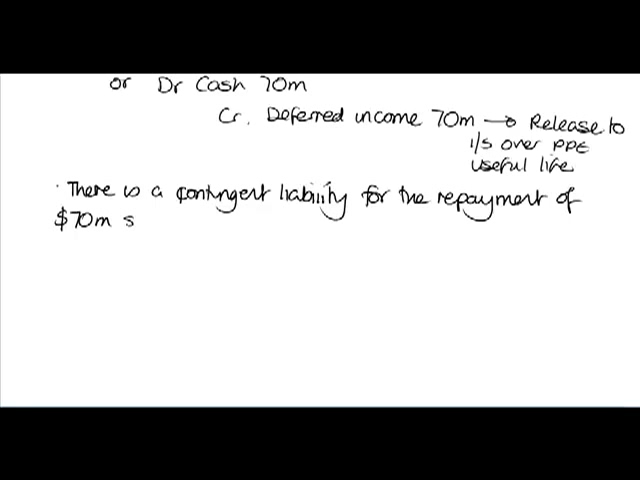 or Dr Cash 70m
Cr. Deferred income 70m → Release to
I/S over PPE
useful life
· There is a contingent liability for the repayment of
$70m s